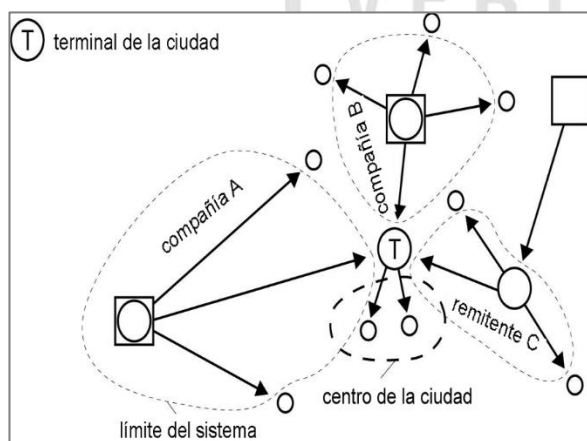 T terminal de la ciudad
compañía B
compañía A
T
remitente C
centro de la ciudad
límite del sistema